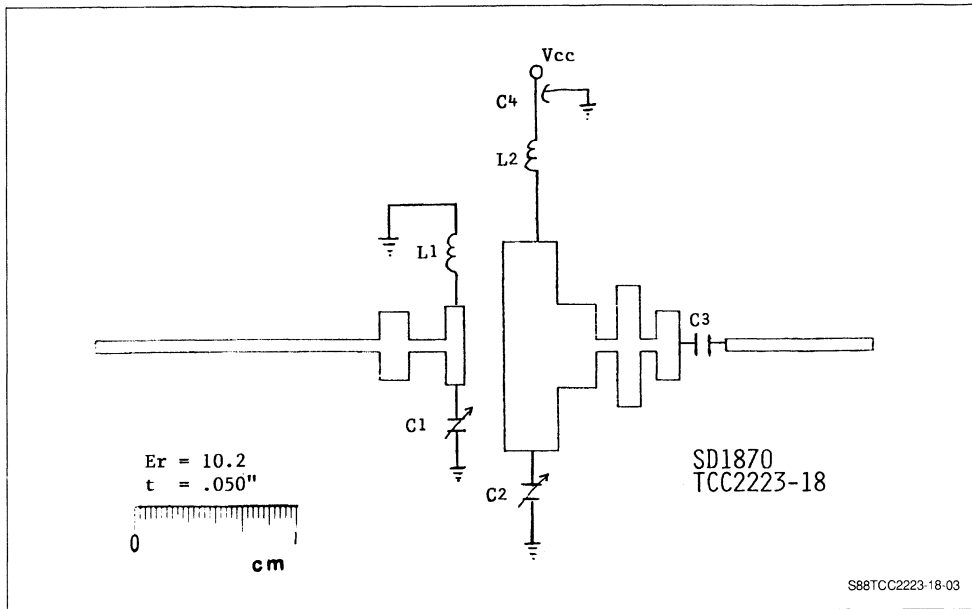 Vcc
C4
L2
L1
C3
C1
C2
Er = 10.2
t = .050"
0 1
cm
SD1870
TCC2223-18
S88TCC2223-18-03